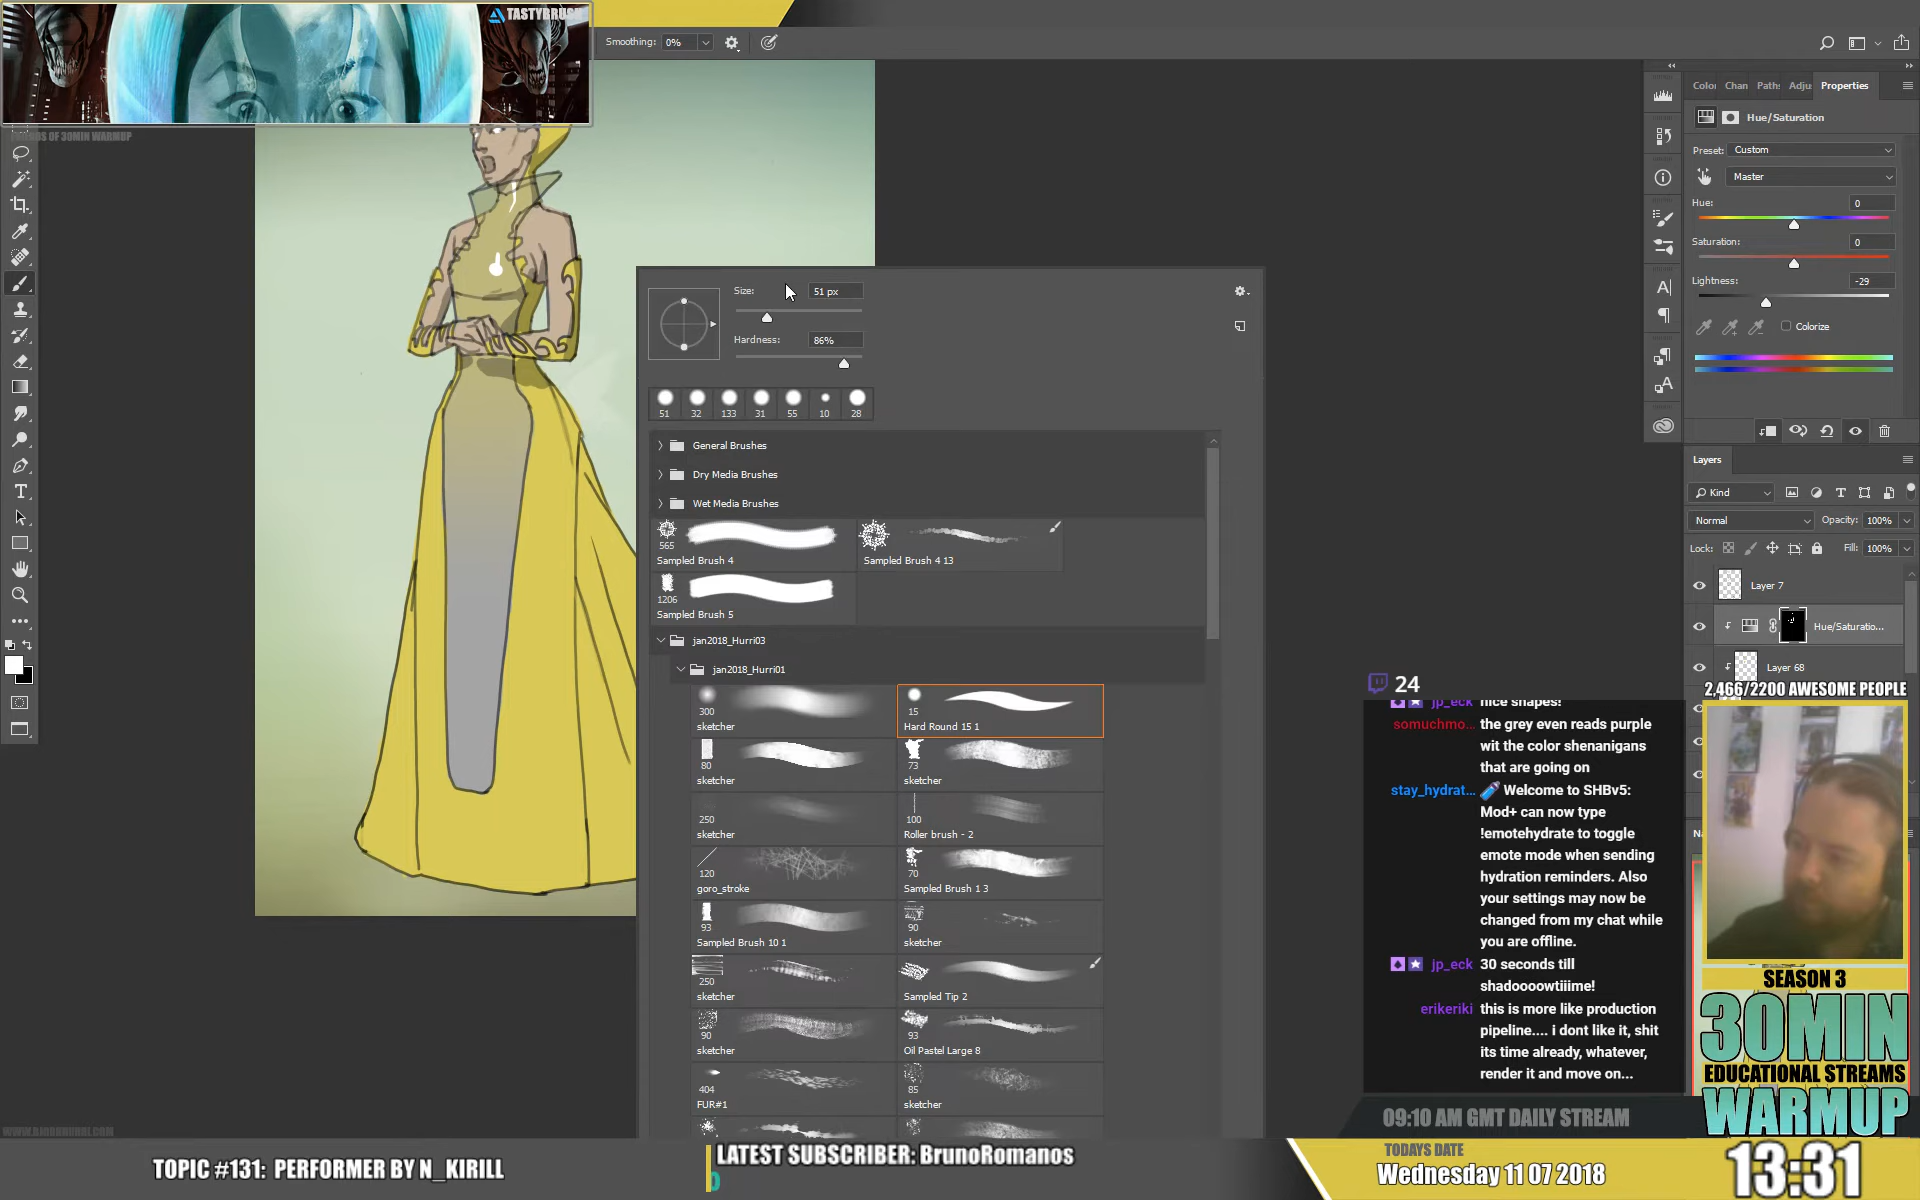 TASTYBRUSH
Smoothing: 0%
OF 30MIN WARMUP
Size: 51 px
Hardness: 86%
51 32 133 31 55 10 28
General Brushes
Dry Media Brushes
Wet Media Brushes
565
Sampled Brush 4
Sampled Brush 4 13
1206
Sampled Brush 5
jan2018_Hurri03
jan2018_Hurri01
300 15
sketcher Hard Round 15 1
80 73
sketcher sketcher
250 100
sketcher Roller brush - 2
120 70
goro_stroke Sampled Brush 1 3
93 90
Sampled Brush 10 1 sketcher
250
sketcher Sampled Tip 2
90 93
sketcher Oil Pastel Large 8
404 85
FUR#1 sketcher
Color Chan Paths Adju Properties
Hue/Saturation
Preset: Custom
Master
Hue: 0
Saturation: 0
Lightness: -29
Colorize
Layers
Kind
Normal Opacity: 100%
Lock: Fill: 100%
Layer 7
Hue/Saturatio...
Layer 68
2,466/2200 AWESOME PEOPLE
24
jp_eck nice shapes!
somuchmo... the grey even reads purple
wit the color shenanigans
that are going on
stay_hydrat... Welcome to SHBv5:
Mod+ can now type
!emotehydrate to toggle
emote mode when sending
hydration reminders. Also
your settings may now be
changed from my chat while
you are offline.
jp_eck 30 seconds till
shadoooowtiiime!
erikeriki this is more like production
pipeline.... i dont like it, shit
its time already, whatever,
render it and move on...
SEASON 3
30MIN
EDUCATIONAL STREAMS
WARMUP
09:10 AM GMT DAILY STREAM
WWW.BJORNHURRI.COM
TOPIC #131: PERFORMER BY N_KIRILL
LATEST SUBSCRIBER: BrunoRomanos
TODAYS DATE
Wednesday 11 07 2018
13:31